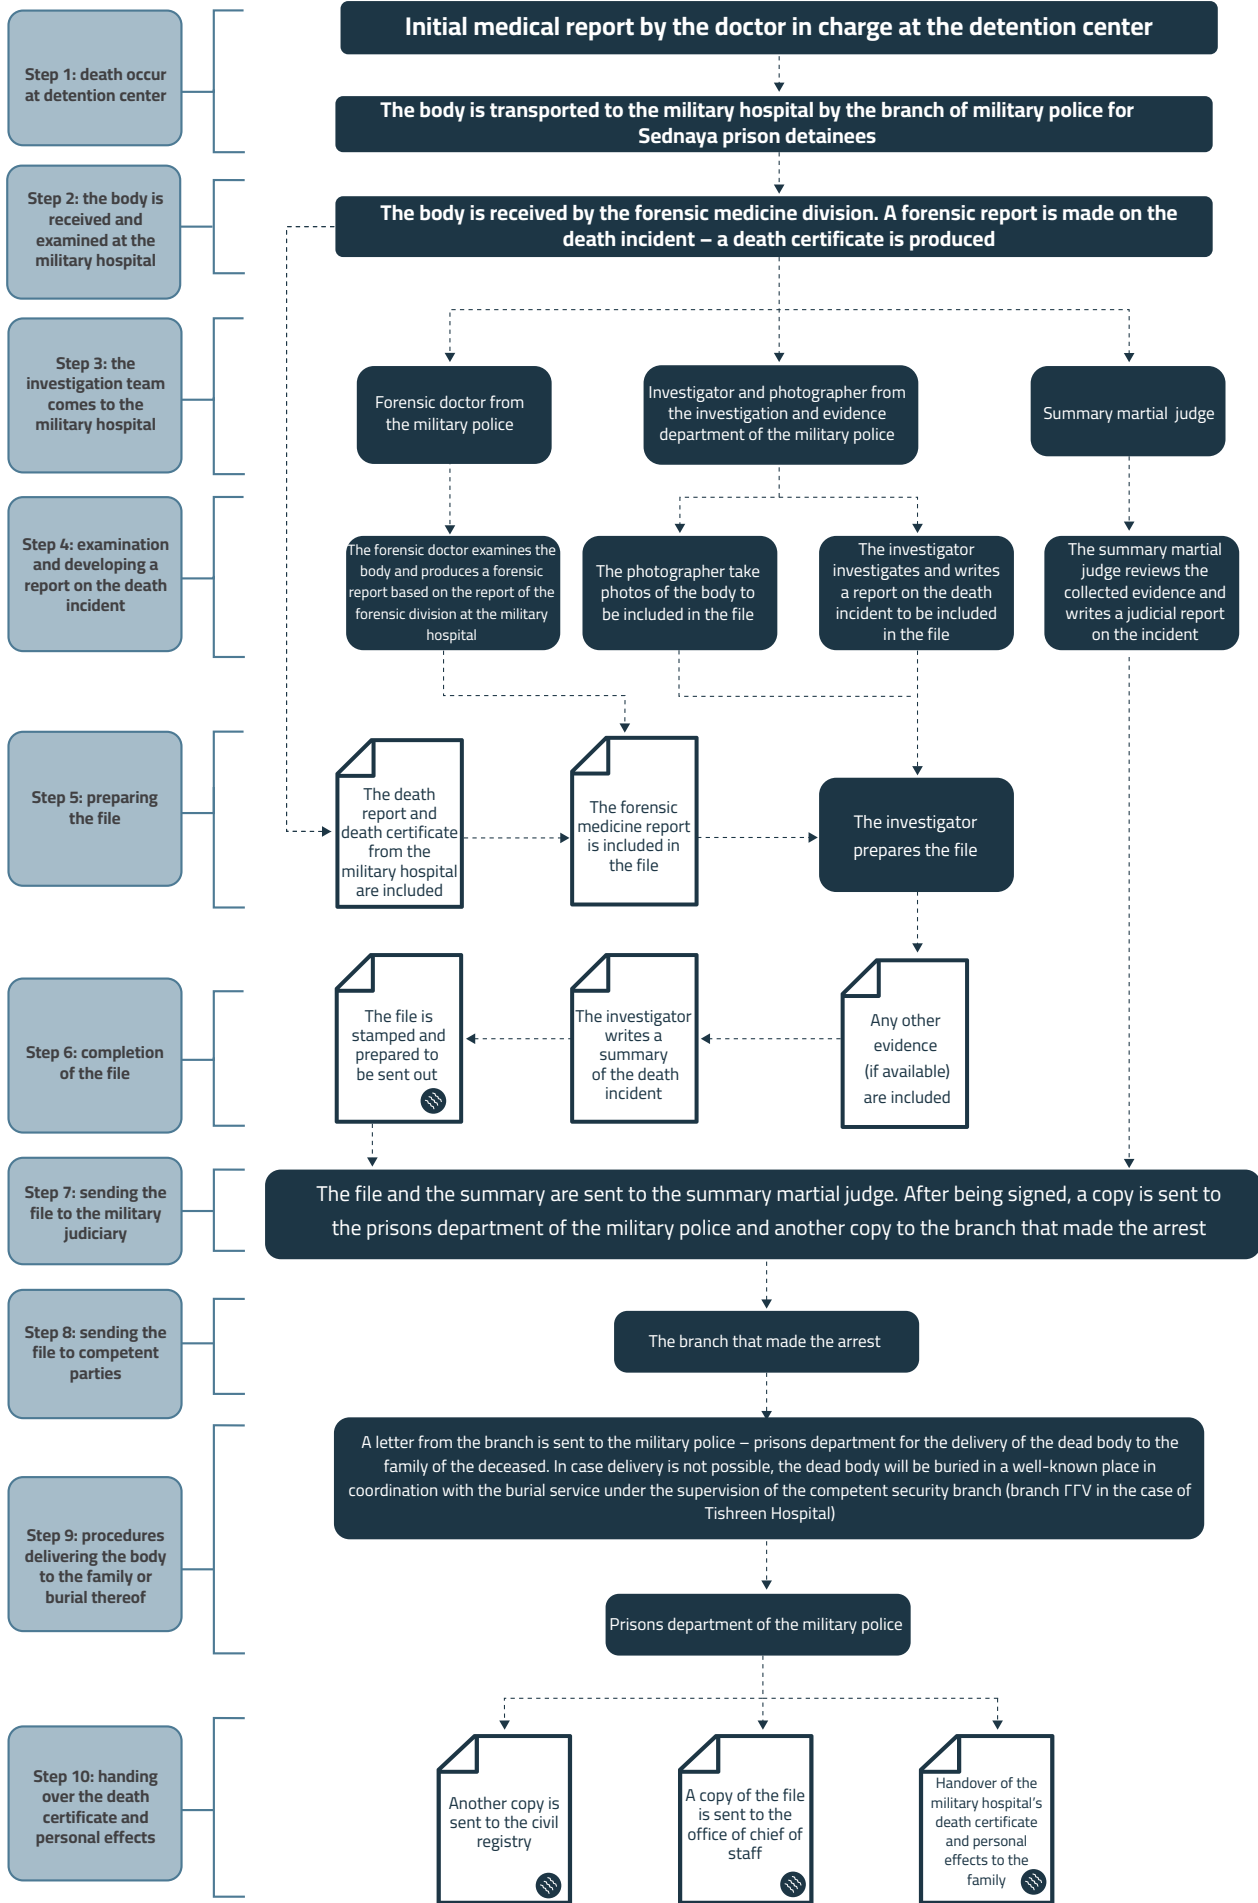 Initial medical report by the doctor in charge at the detention center
Step 1: death occur
at detention center
The body is transported to the military hospital by the branch of military police for
Sednaya prison detainees
Step 2: the body is
received and
examined at the
military hospital
The body is received by the forensic medicine division. A forensic report is made on the
death incident – a death certificate is produced
Step 3: the
investigation team
comes to the
military hospital
Forensic doctor from
the military police
Investigator and photographer from
the investigation and evidence
department of the military police
Summary martial judge
Step 4: examination
and developing a
report on the death
incident
The forensic doctor examines the
body and produces a forensic
report based on the report of the
forensic division at the military
hospital
The photographer take
photos of the body to
be included in the file
The investigator
investigates and writes
a report on the death
incident to be included
in the file
The summary martial
judge reviews the
collected evidence and
writes a judicial report
on the incident
Step 5: preparing
the file
The death
report and
death certificate
from the
military hospital
are included
The forensic
medicine report
is included in
the file
The investigator
prepares the file
Step 6: completion
of the file
The file is
stamped and
prepared to
be sent out
The investigator
writes a
summary
of the death
incident
Any other
evidence
(if available)
are included
Step 7: sending the
file to the military
judiciary
The file and the summary are sent to the summary martial judge. After being signed, a copy is sent to
the prisons department of the military police and another copy to the branch that made the arrest
Step 8: sending the
file to competent
parties
The branch that made the arrest
Step 9: procedures
delivering the body
to the family or
burial thereof
A letter from the branch is sent to the military police – prisons department for the delivery of the dead body to the
family of the deceased. In case delivery is not possible, the dead body will be buried in a well-known place in
coordination with the burial service under the supervision of the competent security branch (branch ΓΓV in the case of
Tishreen Hospital)
Prisons department of the military police
Step 10: handing
over the death
certificate and
personal effects
Another copy is
sent to the civil
registry
A copy of the file
is sent to the
office of chief of
staff
Handover of the
military hospital's
death certificate
and personal
effects to the
family